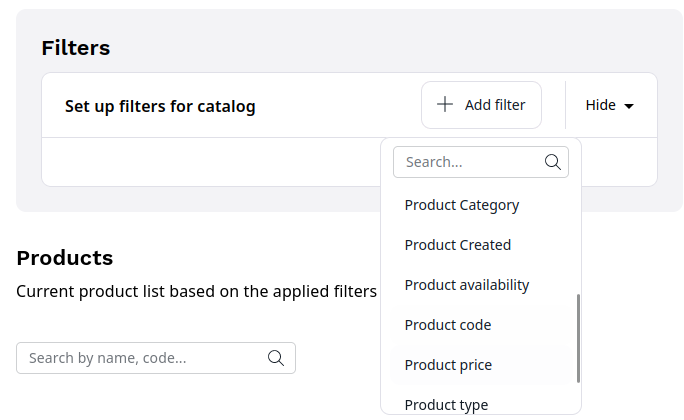 Filters
Set up filters for catalog
Add filter
Hide
Search...
Product Category
Product Created
Product availability
Product code
Product price
Product type
Products
Current product list based on the applied filters
Search by name, code...